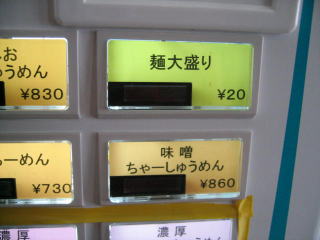 お
ゅうめん
¥830
麺大盛り
¥20
ーめん
¥730
味噌
ちゃーしゅうめん
¥860
濃厚
濃厚